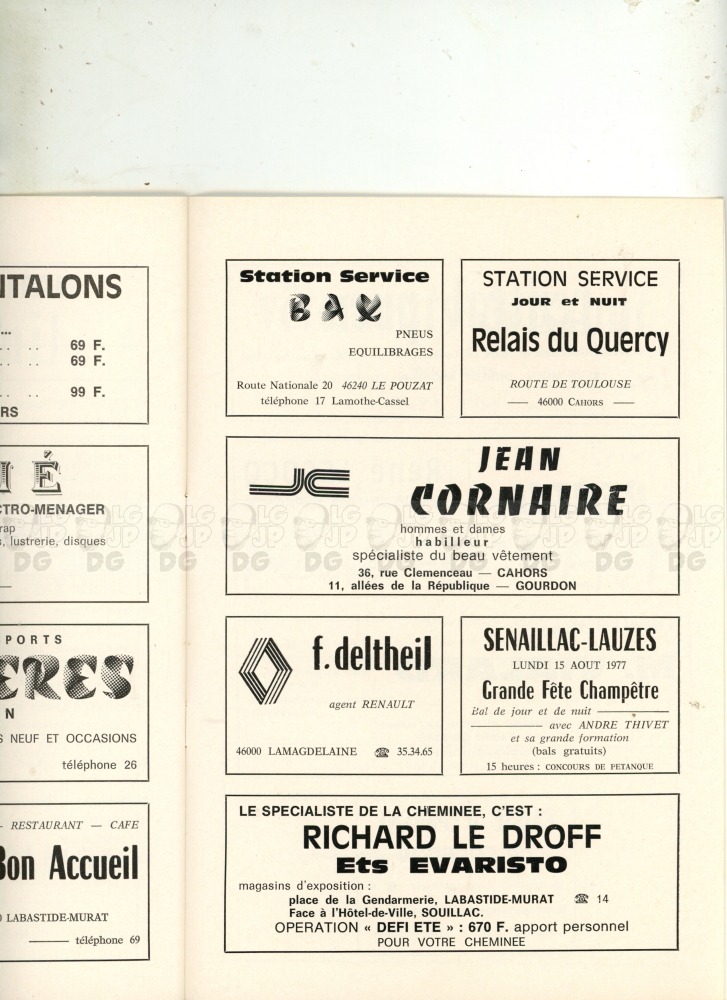 69 F.
69 F.
99 F.
lustrerie, disques
NEUF ET OCCASIONS
téléphone 26
RESTAURANT — CAFE
Bon Accueil
LABASTIDE-MURAT
téléphone 69
Station Service
BAX
PNEUS
EQUILIBRAGES
Route Nationale 20 46240 LE POUZAT
téléphone 17 Lamothe-Cassel
STATION SERVICE
JOUR et NUIT
Relais du Quercy
ROUTE DE TOULOUSE
46000 CAHORS
JC
JEAN
CORNAIRE
hommes et dames
habilleur
spécialiste du beau vêtement
36, rue Clemenceau — CAHORS
11, allées de la République — GOURDON
f. deltheil
agent RENAULT
46000 LAMAGDELAINE ☎ 35.34.65
SENAILLAC-LAUZES
LUNDI 15 AOUT 1977
Grande Fête Champêtre
Bal de jour et de nuit
avec ANDRE THIVET
et sa grande formation
(bals gratuits)
15 heures : CONCOURS DE PETANQUE
LE SPECIALISTE DE LA CHEMINEE, C'EST :
RICHARD LE DROFF
Ets EVARISTO
magasins d'exposition :
place de la Gendarmerie, LABASTIDE-MURAT ☎ 14
Face à l'Hôtel-de-Ville, SOUILLAC.
OPERATION « DEFI ETE » : 670 F. apport personnel
POUR VOTRE CHEMINEE